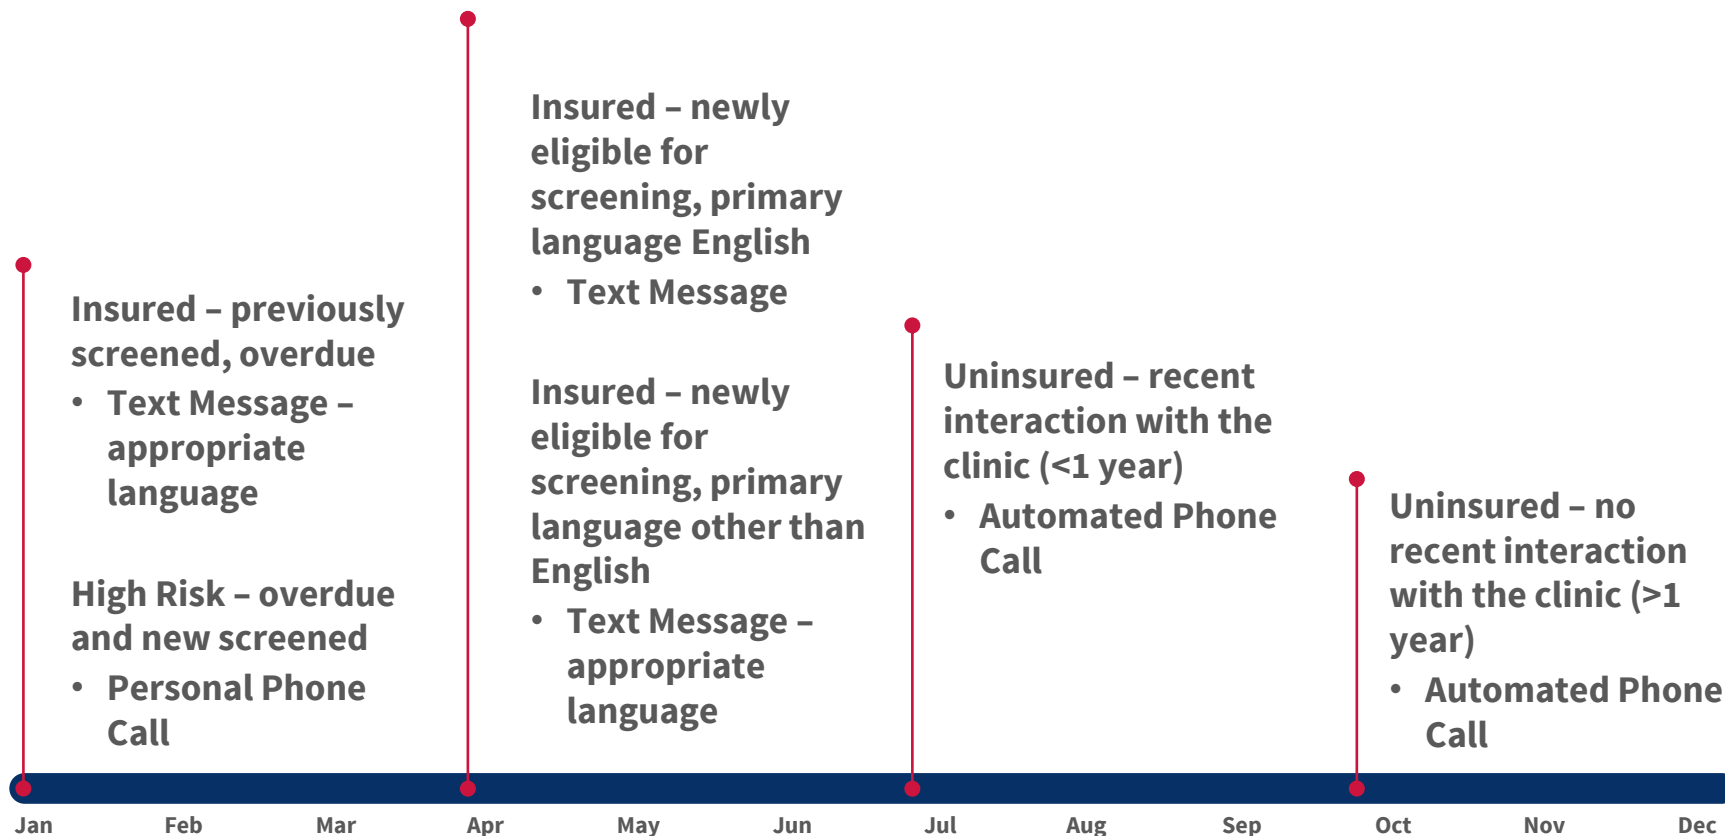 Insured – previously
screened, overdue
• Text Message –
appropriate
language
High Risk – overdue
and new screened
• Personal Phone
Call
Insured – newly
eligible for
screening, primary
language English
• Text Message
Insured – newly
eligible for
screening, primary
language other than
English
• Text Message –
appropriate
language
Uninsured – recent
interaction with the
clinic (<1 year)
• Automated Phone
Call
Uninsured – no
recent interaction
with the clinic (>1
year)
• Automated Phone
Call
Jan Feb Mar Apr May Jun Jul Aug Sep Oct Nov Dec